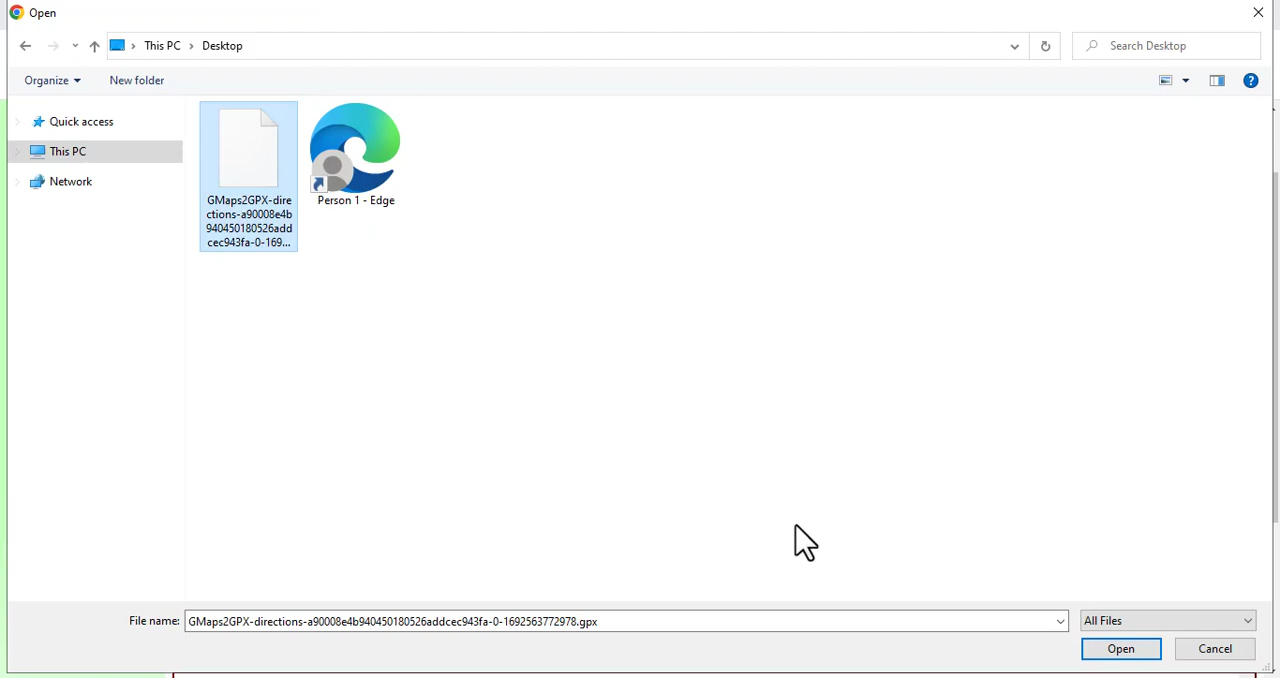 Open
This PC > Desktop
Search Desktop
Organize
New folder
Quick access
This PC
Network
GMaps2GPX-dire
ctions-a90008e4b
940450180526add
cec943fa-0-169...
Person 1 - Edge
File name: GMaps2GPX-directions-a90008e4b940450180526addcec943fa-0-1692563772978.gpx
All Files
Open
Cancel